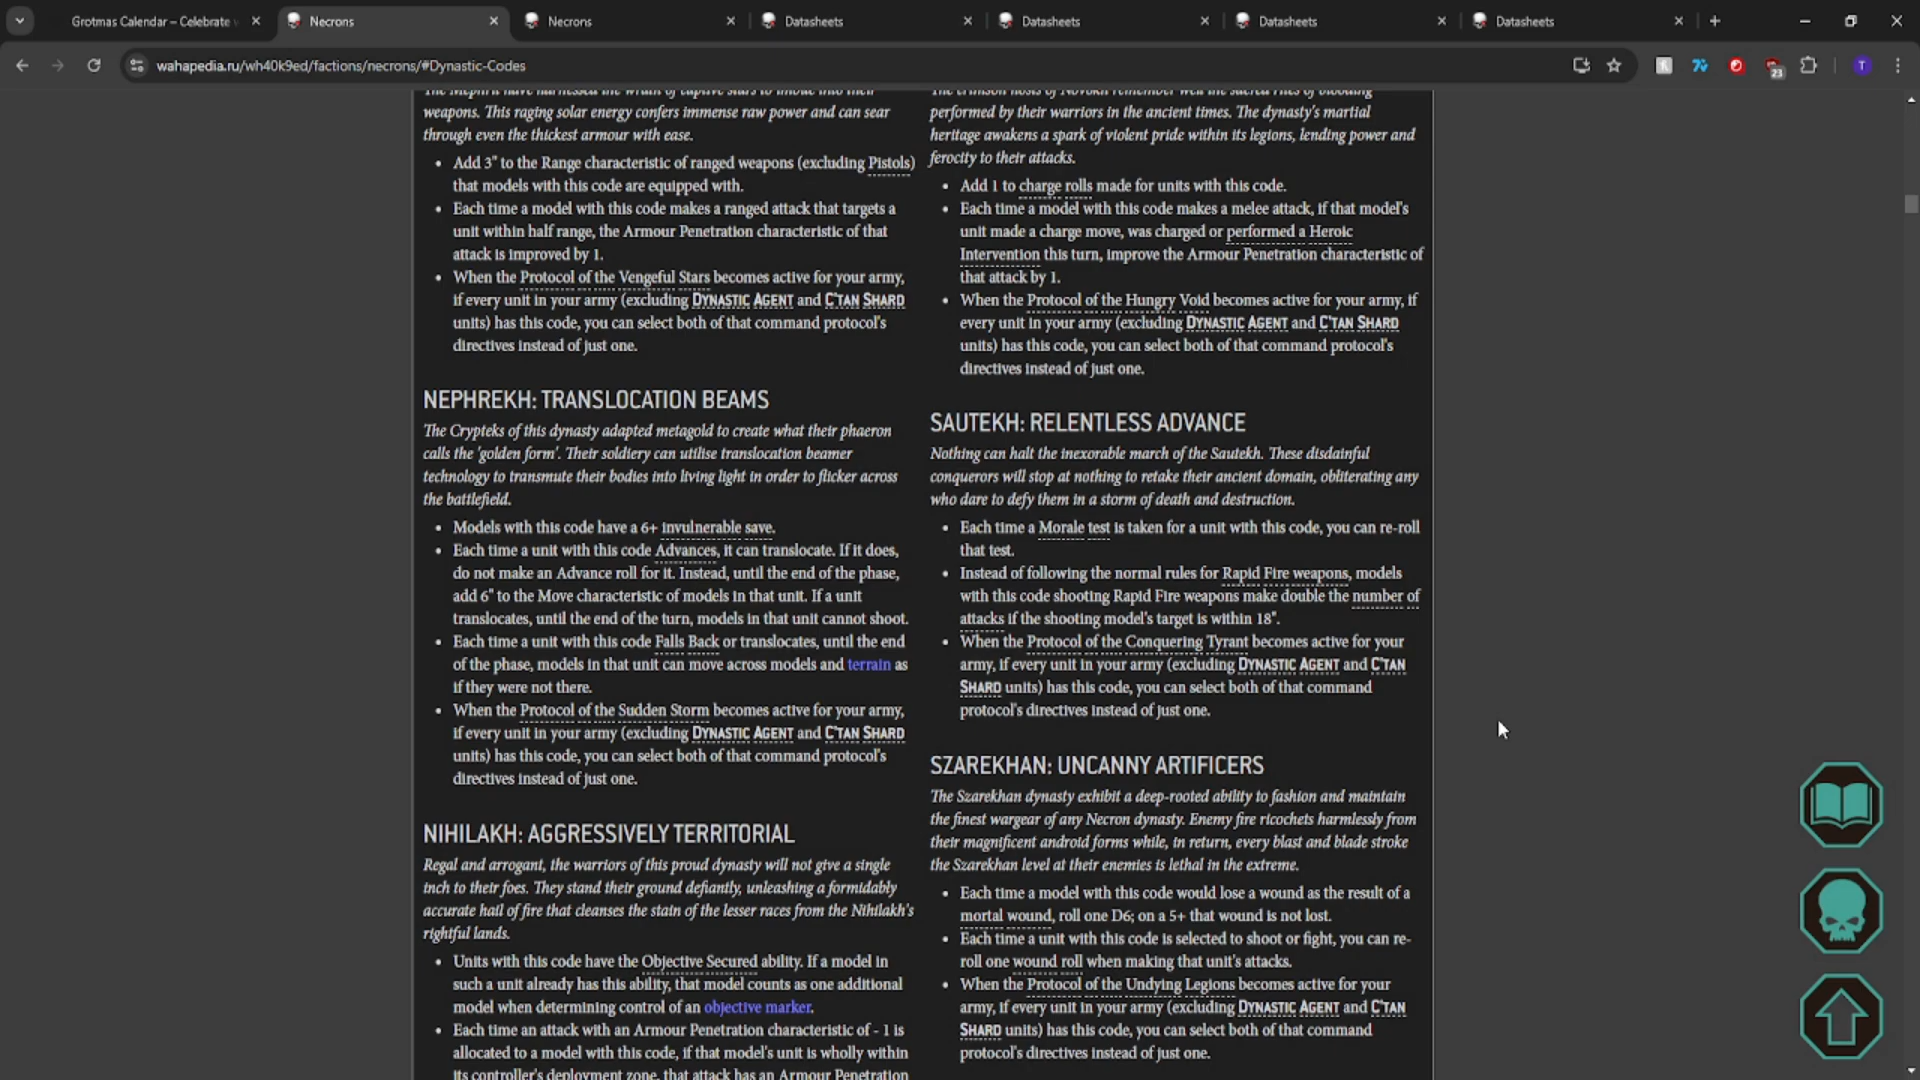 Grotmas Calendar – Celebrate
Necrons
Necrons
Datasheets
Datasheets
Datasheets
Datasheets
wahapedia.ru/wh40k9ed/factions/necrons/#Dynastic-Codes
23
T
weapons. This raging solar energy confers immense raw power and can sear
through even the thickest armour with ease.
• Add 3" to the Range characteristic of ranged weapons (excluding Pistols)
that models with this code are equipped with.
• Each time a model with this code makes a ranged attack that targets a
unit within half range, the Armour Penetration characteristic of that
attack is improved by 1.
• When the Protocol of the Vengeful Stars becomes active for your army,
if every unit in your army (excluding DYNASTIC AGENT and C'TAN SHARD
units) has this code, you can select both of that command protocol's
directives instead of just one.
NEPHREKH: TRANSLOCATION BEAMS
The Crypteks of this dynasty adapted metagold to create what their phaeron
calls the 'golden form'. Their soldiery can utilise translocation beamer
technology to transmute their bodies into living light in order to flicker across
the battlefield.
• Models with this code have a 6+ invulnerable save.
• Each time a unit with this code Advances, it can translocate. If it does,
do not make an Advance roll for it. Instead, until the end of the phase,
add 6" to the Move characteristic of models in that unit. If a unit
translocates, until the end of the turn, models in that unit cannot shoot.
• Each time a unit with this code Falls Back or translocates, until the end
of the phase, models in that unit can move across models and terrain as
if they were not there.
• When the Protocol of the Sudden Storm becomes active for your army,
if every unit in your army (excluding DYNASTIC AGENT and C'TAN SHARD
units) has this code, you can select both of that command protocol's
directives instead of just one.
NIHILAKH: AGGRESSIVELY TERRITORIAL
Regal and arrogant, the warriors of this proud dynasty will not give a single
inch to their foes. They stand their ground defiantly, unleashing a formidably
accurate hail of fire that cleanses the stain of the lesser races from the Nihilakh's
rightful lands.
• Units with this code have the Objective Secured ability. If a model in
such a unit already has this ability, that model counts as one additional
model when determining control of an objective marker.
• Each time an attack with an Armour Penetration characteristic of - 1 is
allocated to a model with this code, if that model's unit is wholly within
its controller's deployment zone, that attack has an Armour Penetration
performed by their warriors in the ancient times. The dynasty's martial
heritage awakens a spark of violent pride within its legions, lending power and
ferocity to their attacks.
• Add 1 to charge rolls made for units with this code.
• Each time a model with this code makes a melee attack, if that model's
unit made a charge move, was charged or performed a Heroic
Intervention this turn, improve the Armour Penetration characteristic of
that attack by 1.
• When the Protocol of the Hungry Void becomes active for your army, if
every unit in your army (excluding DYNASTIC AGENT and C'TAN SHARD
units) has this code, you can select both of that command protocol's
directives instead of just one.
SAUTEKH: RELENTLESS ADVANCE
Nothing can halt the inexorable march of the Sautekh. These disdainful
conquerors will stop at nothing to retake their ancient domain, obliterating any
who dare to defy them in a storm of death and destruction.
• Each time a Morale test is taken for a unit with this code, you can re-roll
that test.
• Instead of following the normal rules for Rapid Fire weapons, models
with this code shooting Rapid Fire weapons make double the number of
attacks if the shooting model's target is within 18".
• When the Protocol of the Conquering Tyrant becomes active for your
army, if every unit in your army (excluding DYNASTIC AGENT and C'TAN
SHARD units) has this code, you can select both of that command
protocol's directives instead of just one.
SZAREKHAN: UNCANNY ARTIFICERS
The Szarekhan dynasty exhibit a deep-rooted ability to fashion and maintain
the finest wargear of any Necron dynasty. Enemy fire ricochets harmlessly from
their magnificent android forms while, in return, every blast and blade stroke
the Szarekhan level at their enemies is lethal in the extreme.
• Each time a model with this code would lose a wound as the result of a
mortal wound, roll one D6; on a 5+ that wound is not lost.
• Each time a unit with this code is selected to shoot or fight, you can re-
roll one wound roll when making that unit's attacks.
• When the Protocol of the Undying Legions becomes active for your
army, if every unit in your army (excluding DYNASTIC AGENT and C'TAN
SHARD units) has this code, you can select both of that command
protocol's directives instead of just one.